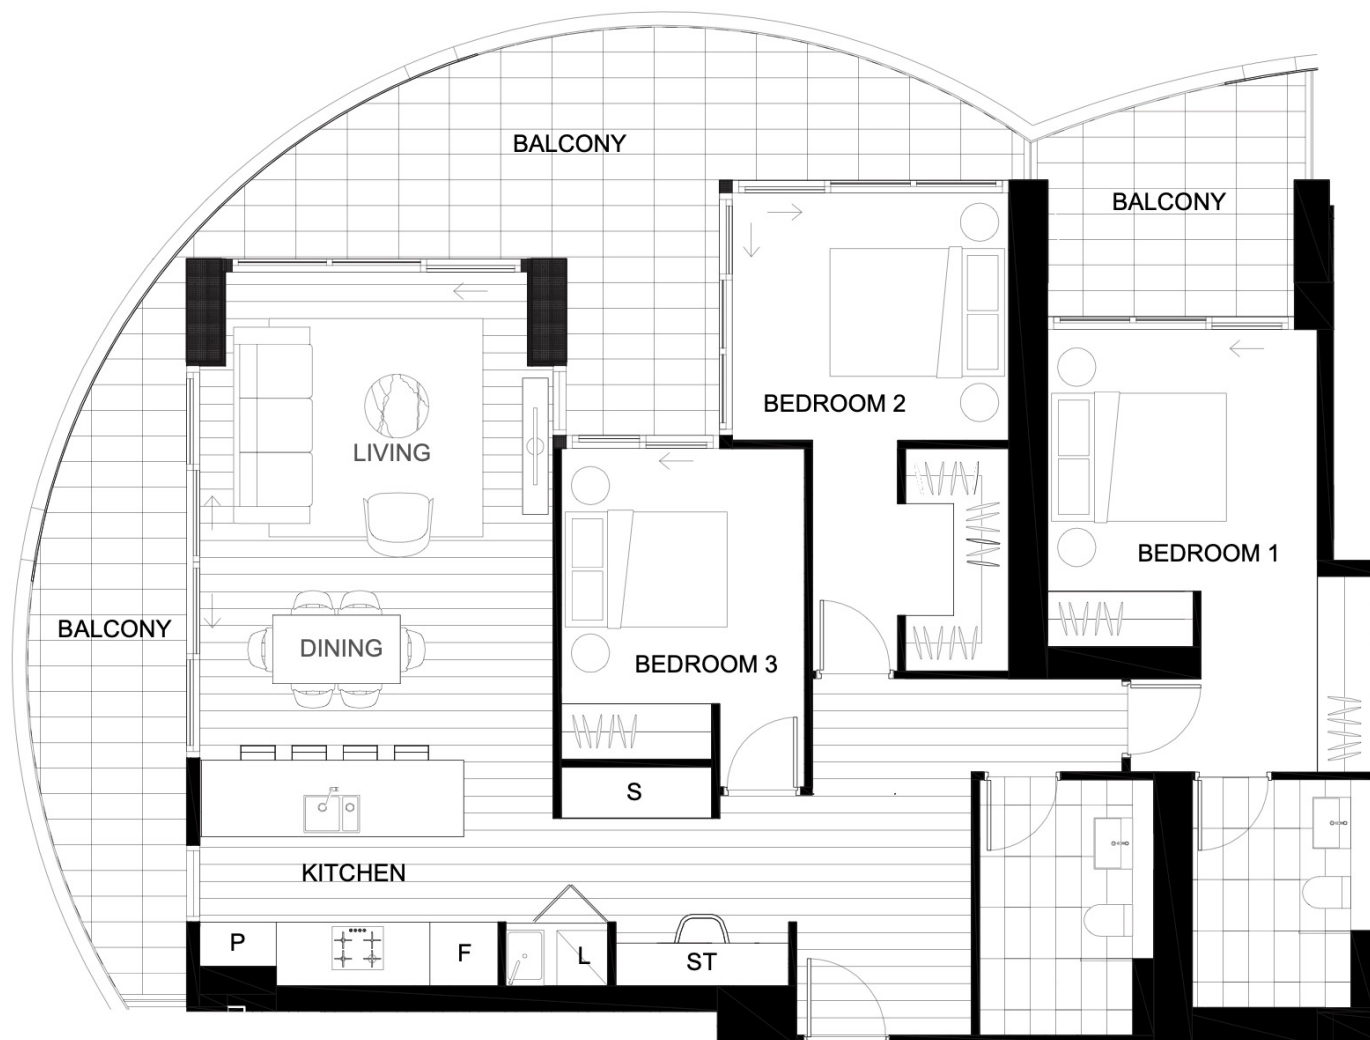 BALCONY
BALCONY
BEDROOM 2
LIVING
BEDROOM 1
BALCONY
DINING
BEDROOM 3
S
KITCHEN
P
F
L
ST